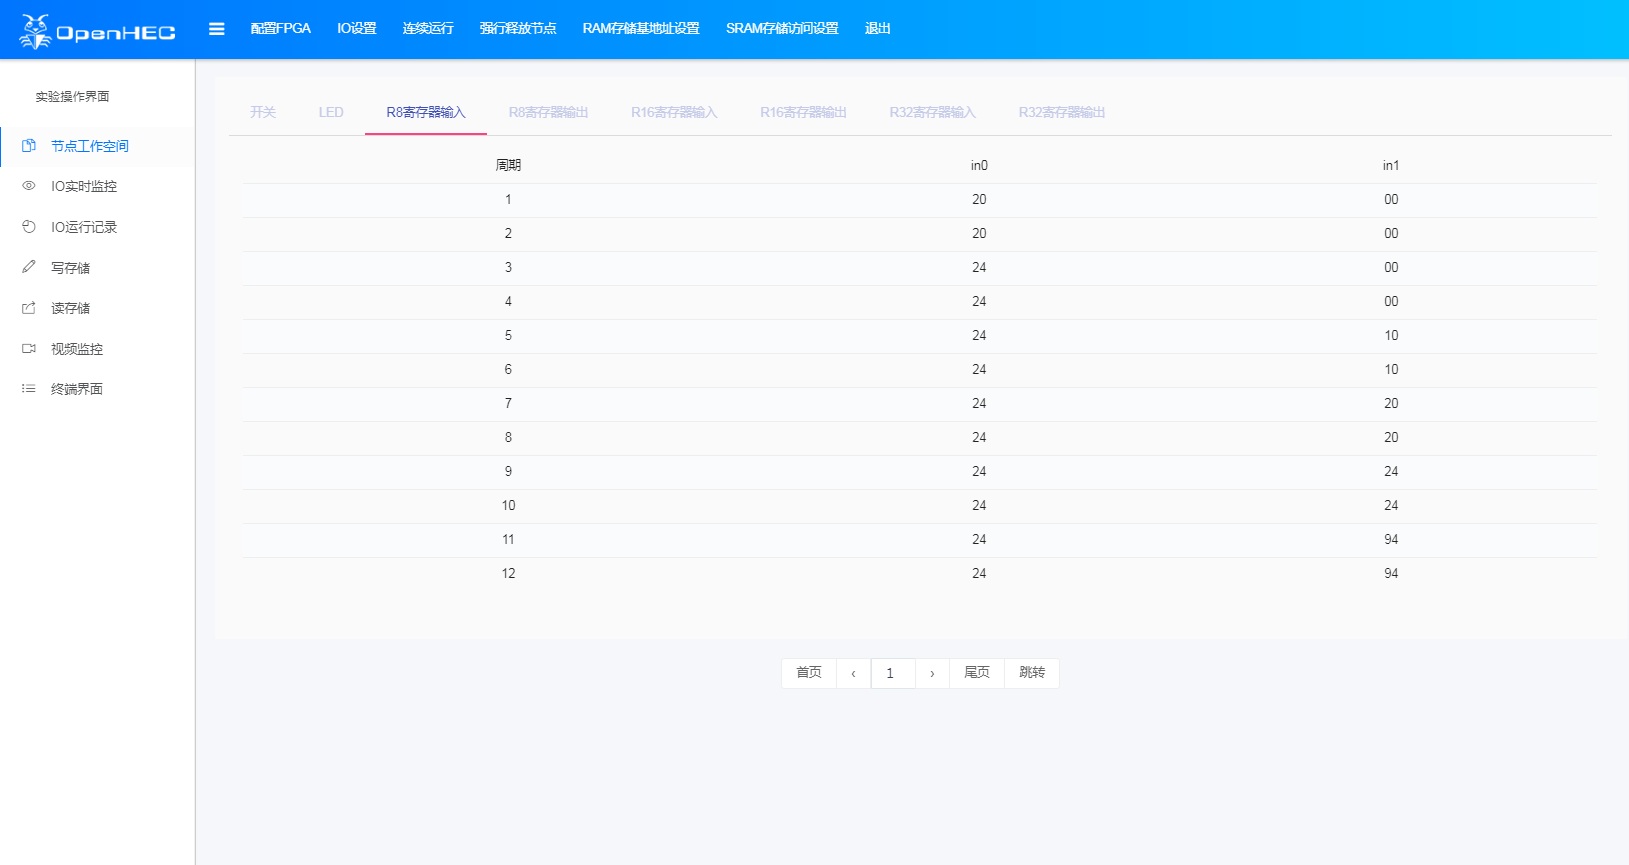 OpenHEC 配置FPGA IO设置 连续运行 强行释放节点 RAM存储基地址设置 SRAM存储访问设置 退出
实验操作界面
节点工作空间
IO实时监控
IO运行记录
写存储
读存储
视频监控
终端界面
开关 LED R8寄存器输入 R8寄存器输出 R16寄存器输入 R16寄存器输出 R32寄存器输入 R32寄存器输出
周期 in0 in1
1 20 00
2 20 00
3 24 00
4 24 00
5 24 10
6 24 10
7 24 20
8 24 20
9 24 24
10 24 24
11 24 94
12 24 94
首页 ‹ 1 › 尾页 跳转